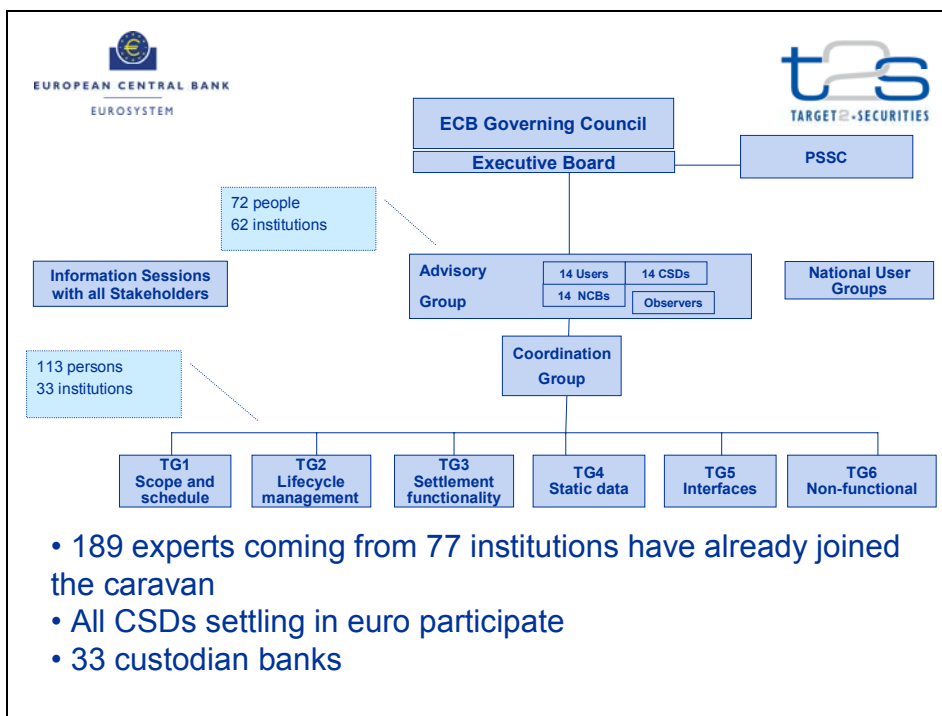 EUROPEAN CENTRAL BANK
EUROSYSTEM
t2s
TARGET2-SECURITIES
ECB Governing Council
Executive Board
PSSC
72 people
62 institutions
Information Sessions
with all Stakeholders
Advisory
Group
14 Users
14 CSDs
14 NCBs
Observers
National User
Groups
Coordination
Group
113 persons
33 institutions
TG1
Scope and
schedule
TG2
Lifecycle
management
TG3
Settlement
functionality
TG4
Static data
TG5
Interfaces
TG6
Non-functional
• 189 experts coming from 77 institutions have already joined
the caravan
• All CSDs settling in euro participate
• 33 custodian banks